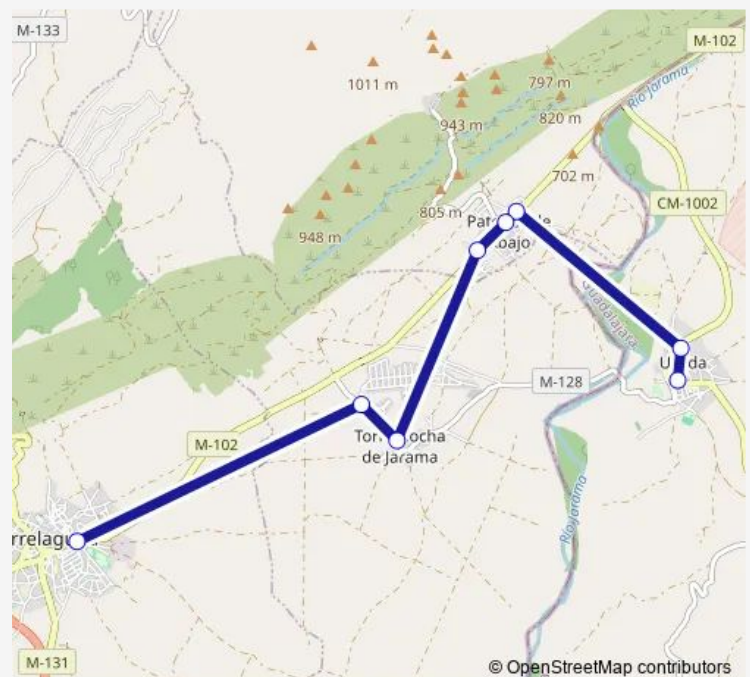 M-133
M-102
1011 m
797 m
Río Jarama
943 m
820 m
702 m
805 m
CM-1002
948 m
Guadalajara
M-128
M-102
de Jarama
Río Jarama
M-131
© OpenStreetMap contributors